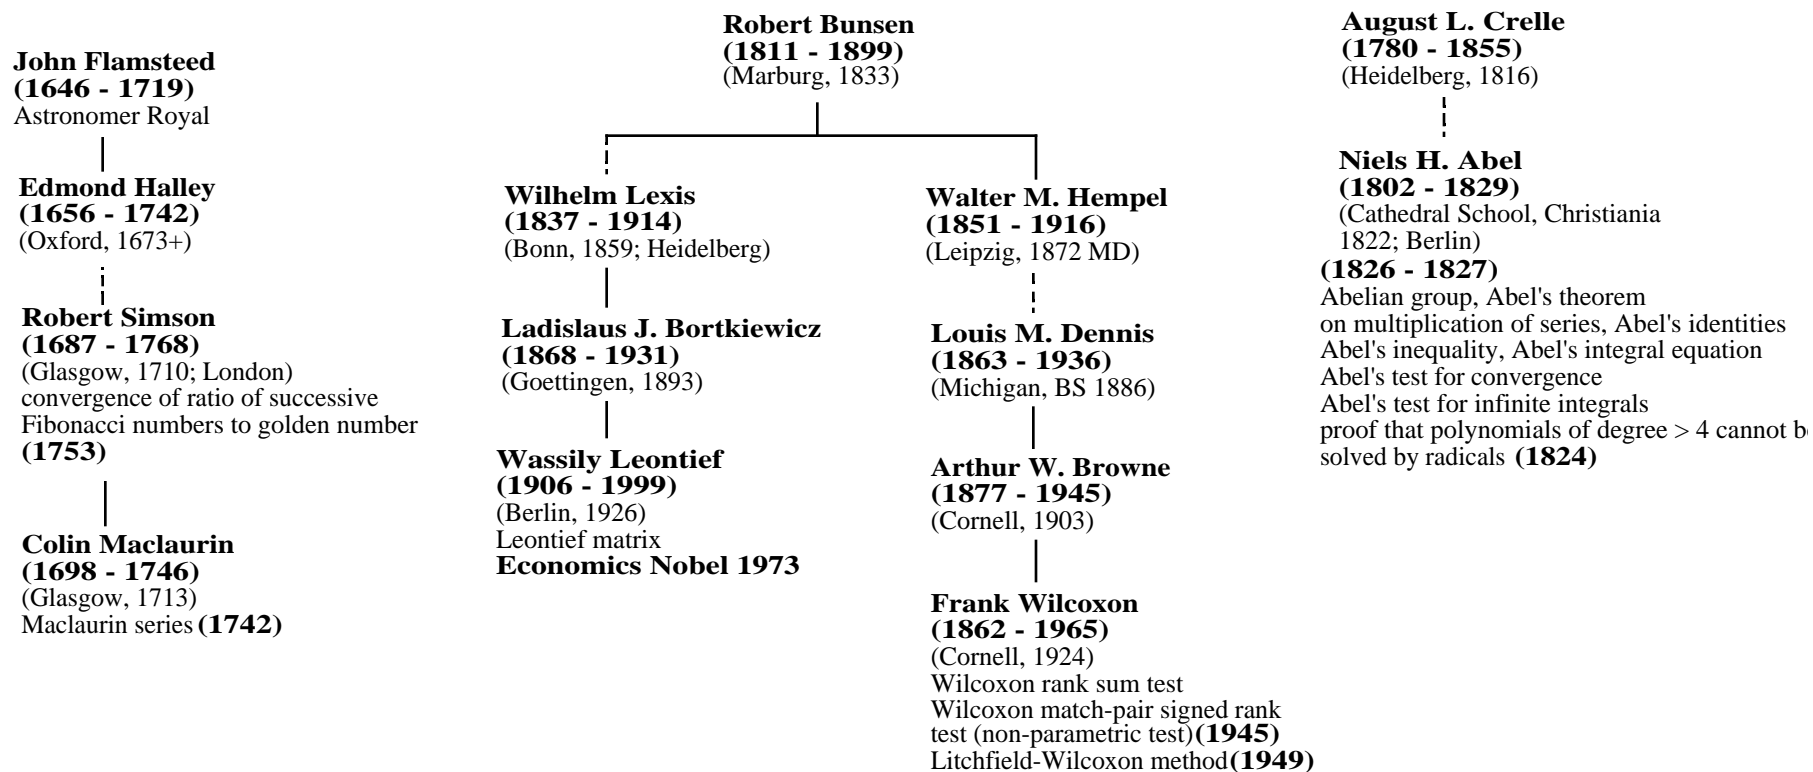 John Flamsteed
(1646 - 1719)
Astronomer Royal
Edmond Halley
(1656 - 1742)
(Oxford, 1673+)
Robert Simson
(1687 - 1768)
(Glasgow, 1710; London)
convergence of ratio of successive
Fibonacci numbers to golden number
(1753)
Colin Maclaurin
(1698 - 1746)
(Glasgow, 1713)
Maclaurin series (1742)
Robert Bunsen
(1811 - 1899)
(Marburg, 1833)
Wilhelm Lexis
(1837 - 1914)
(Bonn, 1859; Heidelberg)
Ladislaus J. Bortkiewicz
(1868 - 1931)
(Goettingen, 1893)
Wassily Leontief
(1906 - 1999)
(Berlin, 1926)
Leontief matrix
Economics Nobel 1973
Walter M. Hempel
(1851 - 1916)
(Leipzig, 1872 MD)
Louis M. Dennis
(1863 - 1936)
(Michigan, BS 1886)
Arthur W. Browne
(1877 - 1945)
(Cornell, 1903)
Frank Wilcoxon
(1862 - 1965)
(Cornell, 1924)
Wilcoxon rank sum test
Wilcoxon match-pair signed rank
test (non-parametric test) (1945)
Litchfield-Wilcoxon method (1949)
August L. Crelle
(1780 - 1855)
(Heidelberg, 1816)
Niels H. Abel
(1802 - 1829)
(Cathedral School, Christiania
1822; Berlin)
(1826 - 1827)
Abelian group, Abel's theorem
on multiplication of series, Abel's identities
Abel's inequality, Abel's integral equation
Abel's test for convergence
Abel's test for infinite integrals
proof that polynomials of degree > 4 cannot be
solved by radicals (1824)